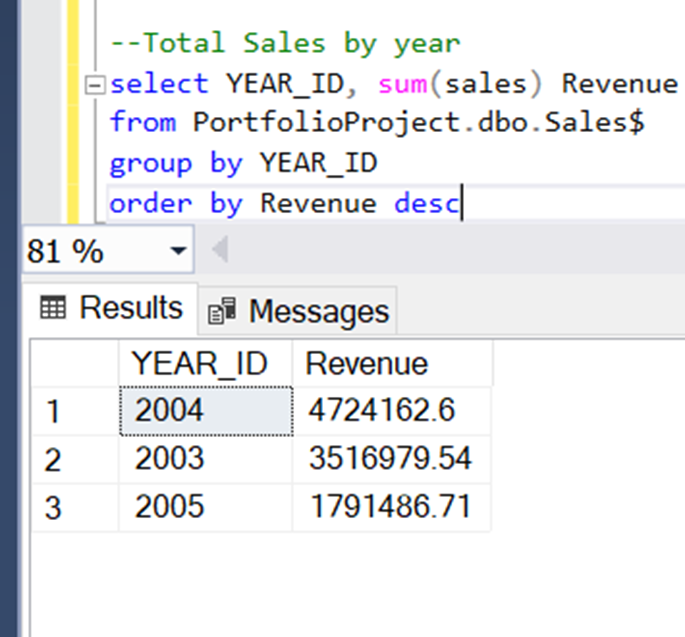 --Total Sales by year
select YEAR_ID, sum(sales) Revenue
from PortfolioProject.dbo.Sales$
group by YEAR_ID
order by Revenue desc
81 %
Results Messages
YEAR_ID Revenue
1 2004 4724162.6
2 2003 3516979.54
3 2005 1791486.71